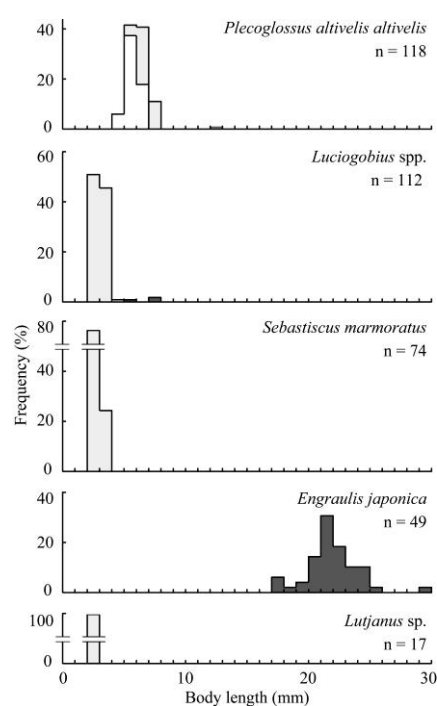 Plecoglossus altivelis altivelis
n = 118
40
20
0
Luciogobius spp.
n = 112
60
40
20
0
Sebastiscus marmoratus
n = 74
80
40
20
0
Frequency (%)
Engraulis japonica
n = 49
40
20
0
Lutjanus sp.
n = 17
100
0
0 10 20 30
Body length (mm)